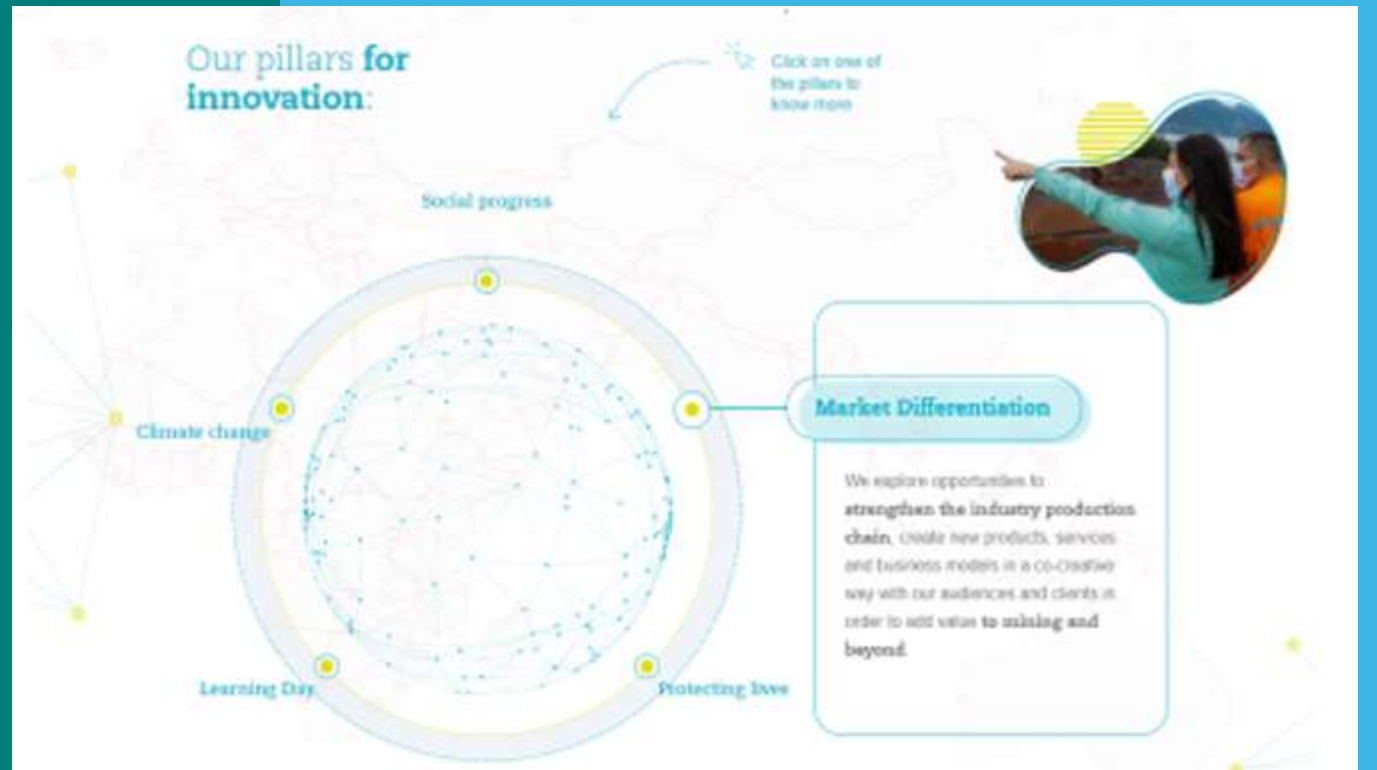 Our pillars for
innovation:
Click on one of
the pillars to
know more
Social progress
Climate change
Market Differentiation
We explore opportunities to
strengthen the industry production
chain, create new products, services
and business models in a co-creative
way with our audiences and clients in
order to add value to mining and
beyond.
Learning Day
Protecting lives